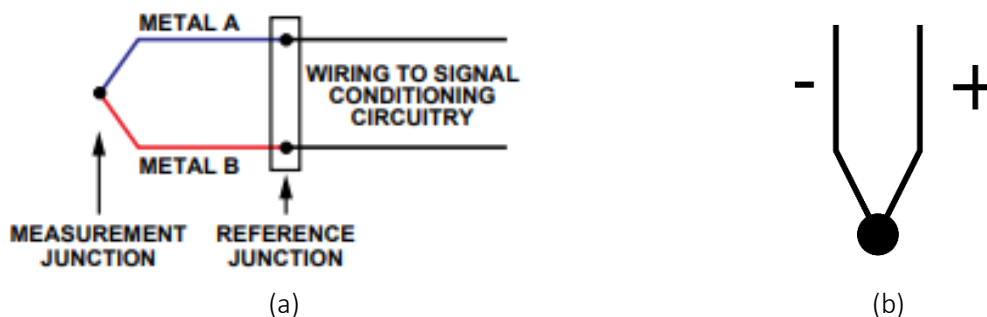 METAL A
WIRING TO SIGNAL
CONDITIONING
CIRCUITRY
METAL B
MEASUREMENT
JUNCTION
REFERENCE
JUNCTION
(a)
- +
(b)